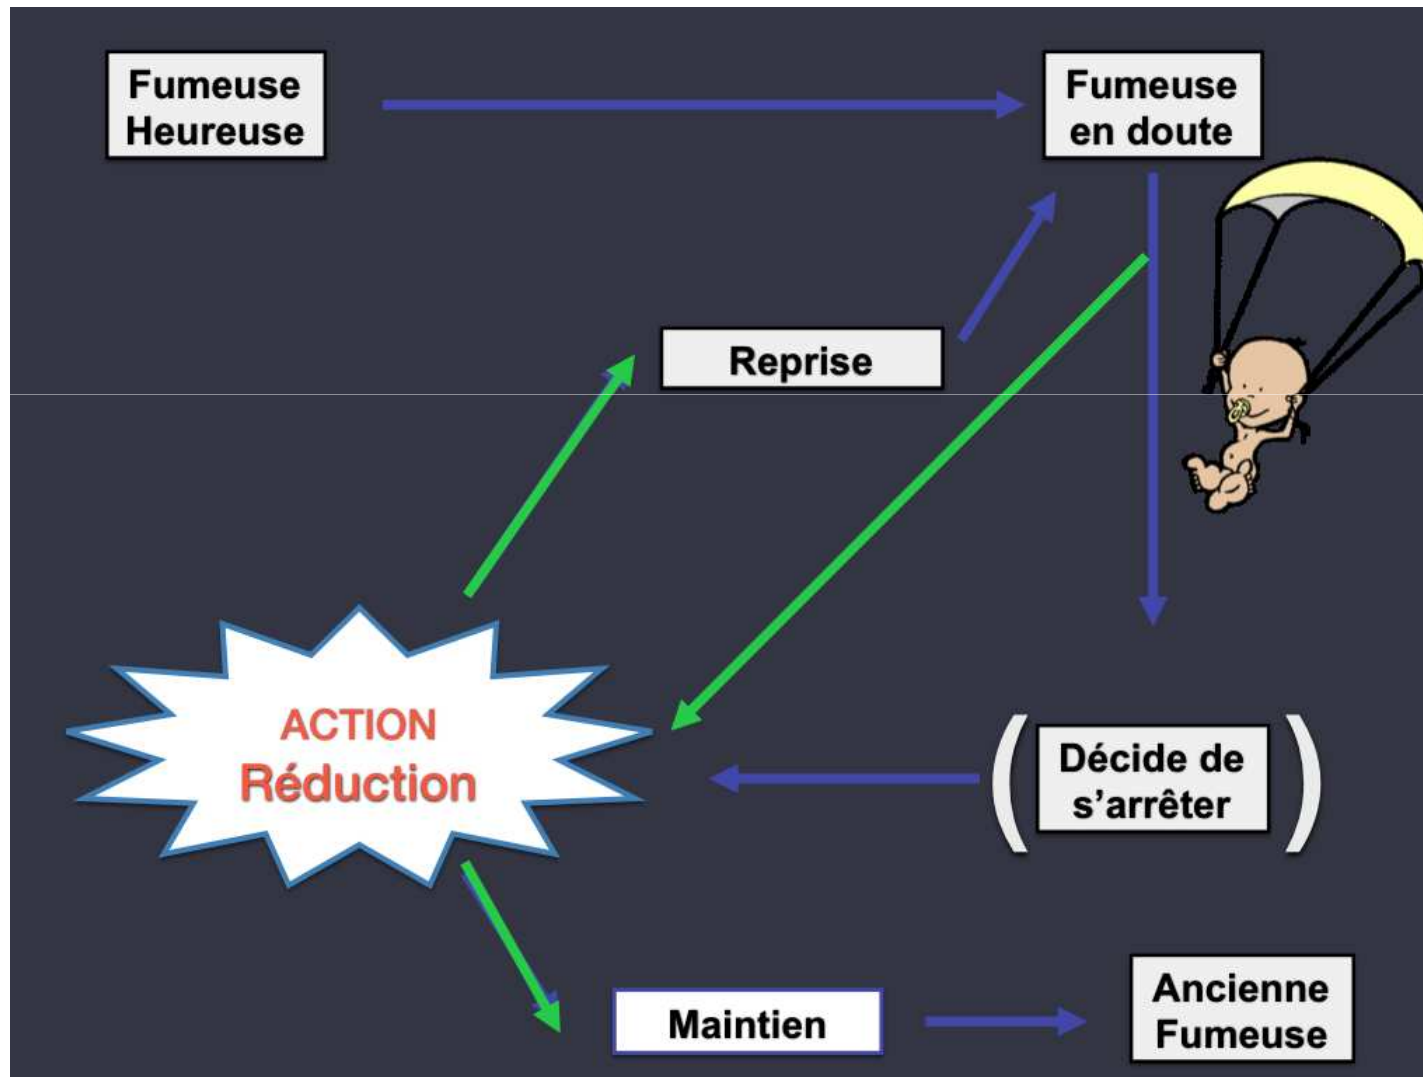 Fumeuse
Heureuse
Fumeuse
en doute
Reprise
ACTION
Réduction
( Décide de
s’arrêter )
Maintien
Ancienne
Fumeuse